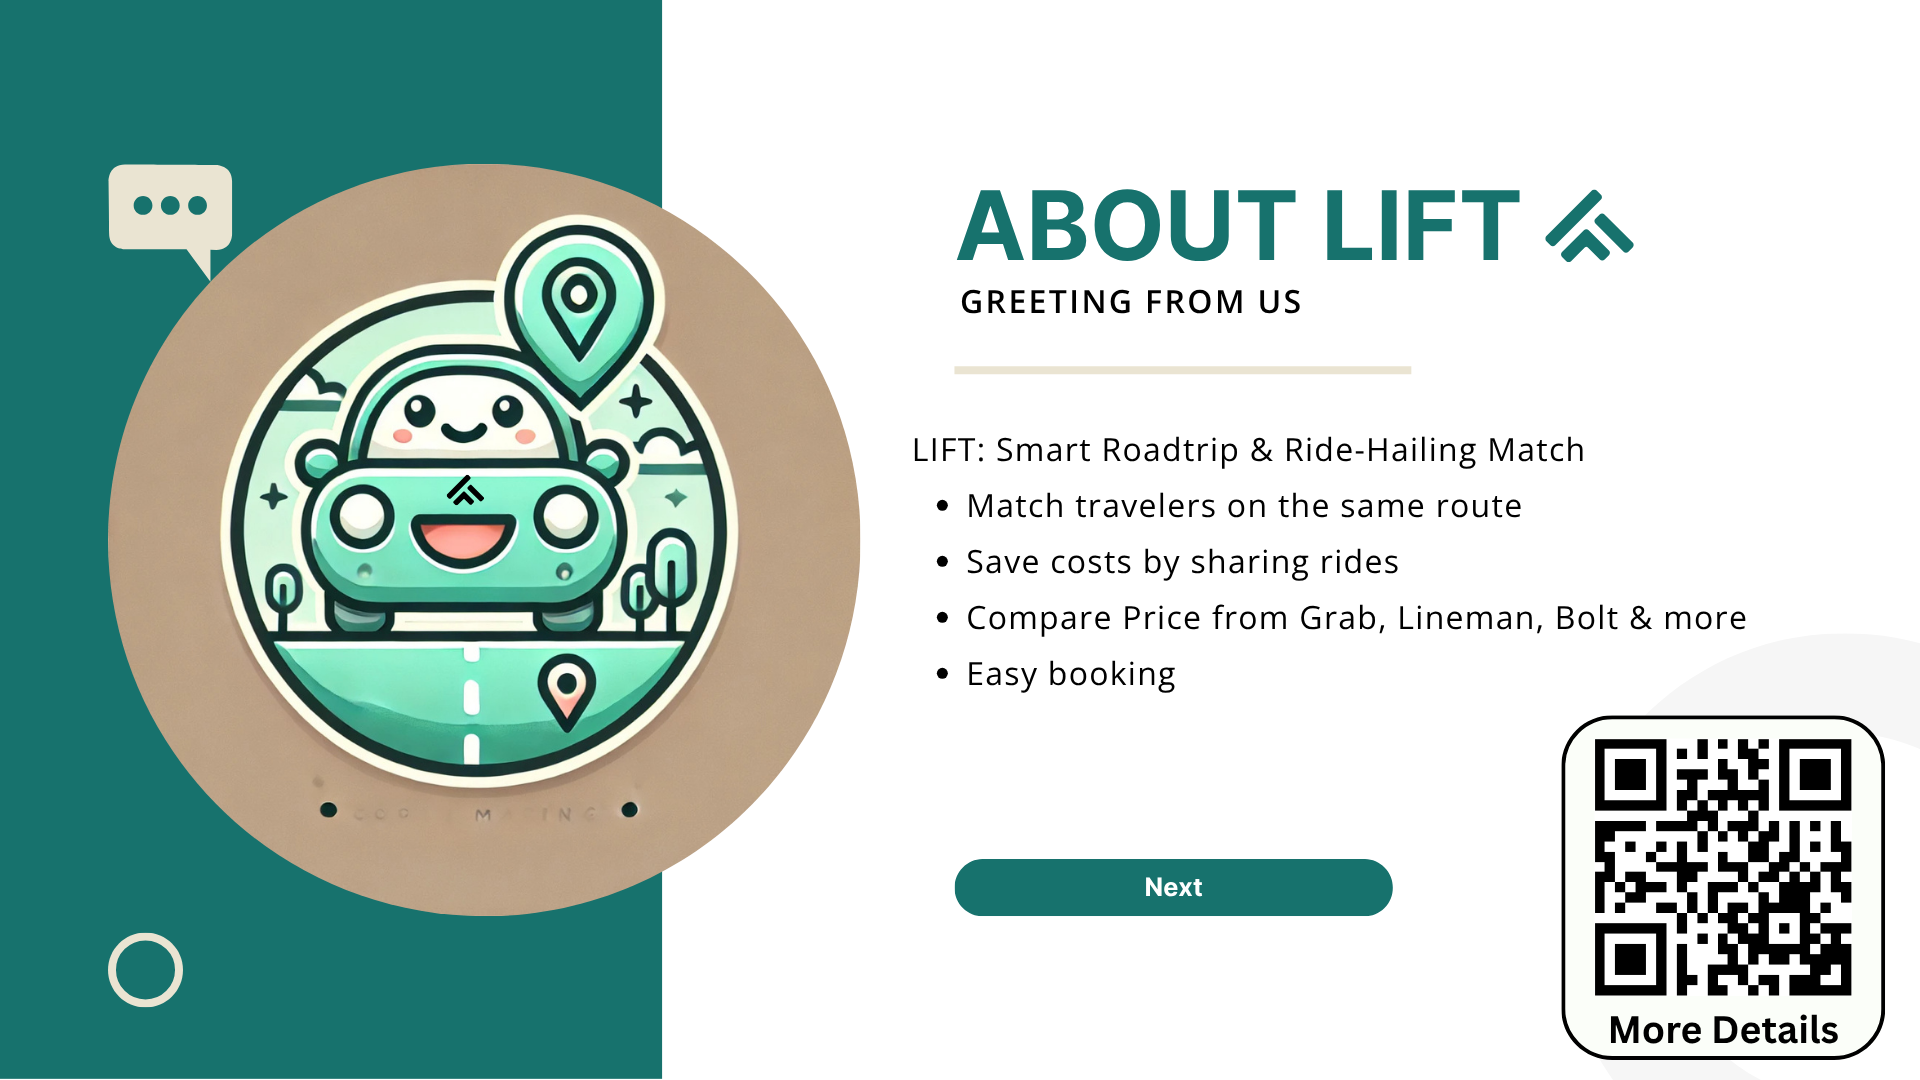 ABOUT LIFT
GREETING FROM US
LIFT: Smart Roadtrip & Ride-Hailing Match
Match travelers on the same route
Save costs by sharing rides
Compare Price from Grab, Lineman, Bolt & more
Easy booking
Next
More Details